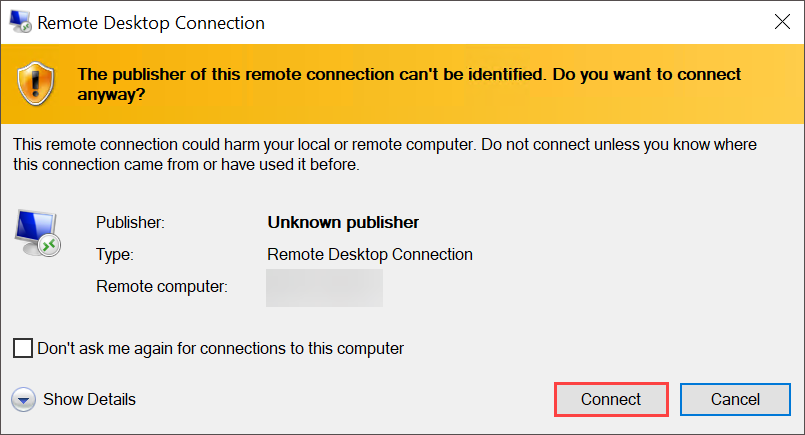 Remote Desktop Connection
The publisher of this remote connection can't be identified. Do you want to connect
anyway?
This remote connection could harm your local or remote computer. Do not connect unless you know where
this connection came from or have used it before.
Publisher: Unknown publisher
Type: Remote Desktop Connection
Remote computer:
Don't ask me again for connections to this computer
Show Details Connect Cancel